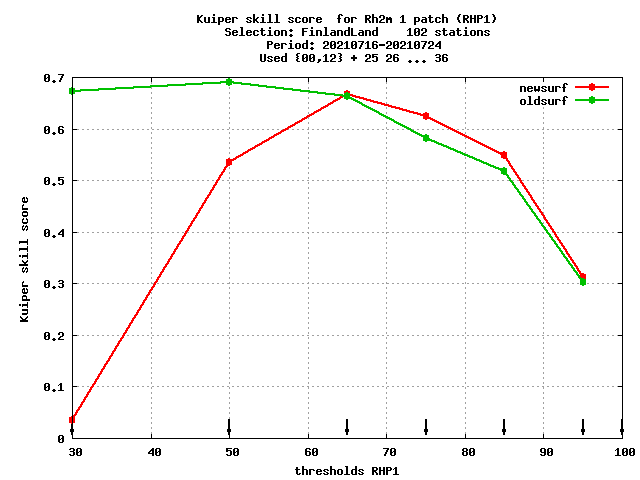 Kuiper skill score  for Rh2m 1 patch (RHP1)
Selection: FinlandLand    102 stations
Period: 20210716-20210724
Used {00,12} + 25 26 ... 36
newsurf
oldsurf
0.7
0.6
0.5
0.4
0.3
0.2
0.1
0
Kuiper skill score
30 40 50 60 70 80 90 100
thresholds RHP1